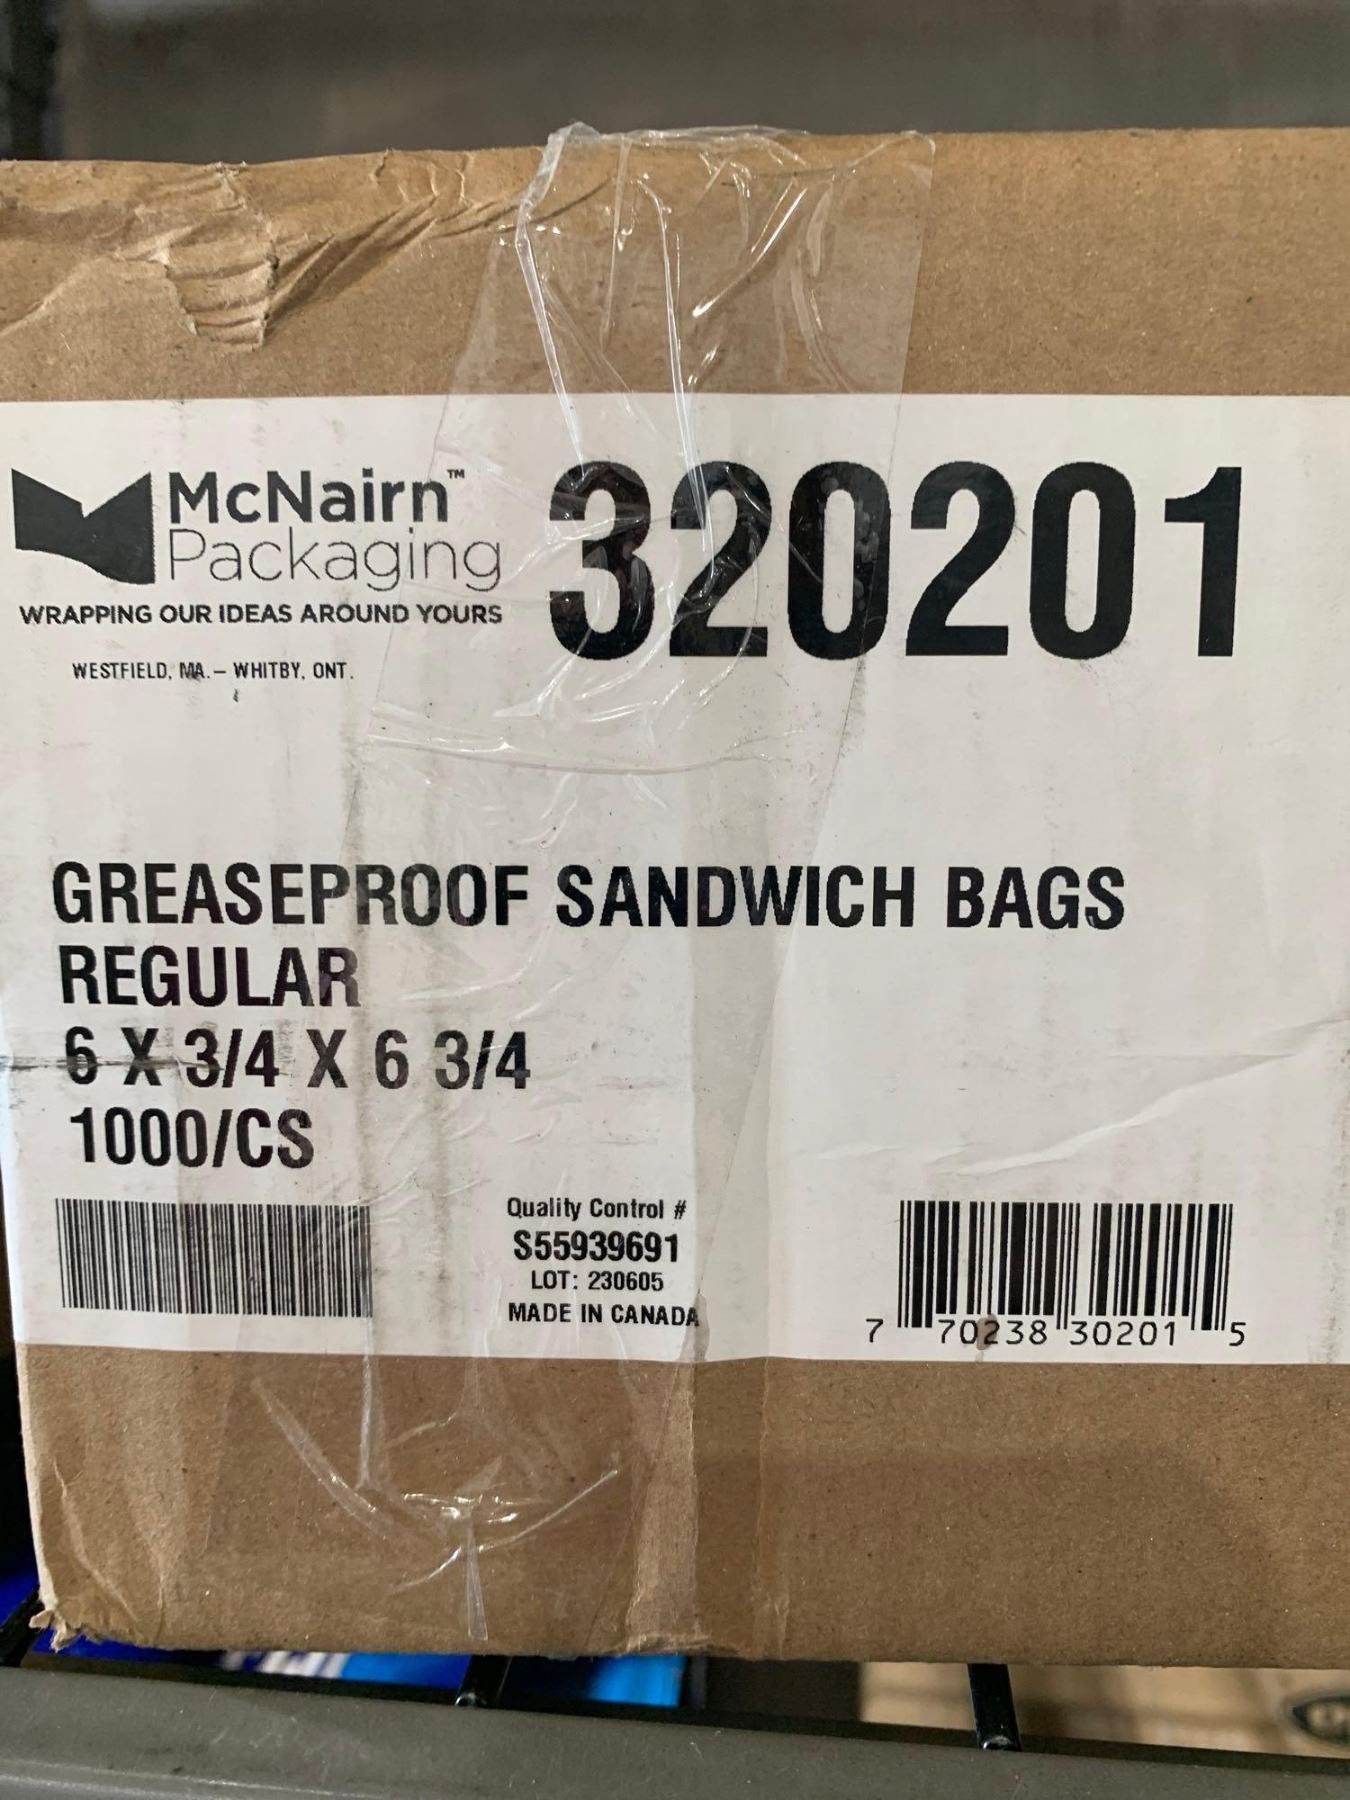 McNairn™
Packaging
WRAPPING OUR IDEAS AROUND YOURS
WESTFIELD, MA. – WHITBY, ONT.
320201
GREASEPROOF SANDWICH BAGS
REGULAR
6 X 3/4 X 6 3/4
1000/CS
Quality Control #
S55939691
LOT: 230605
MADE IN CANADA
7 70238 30201 5